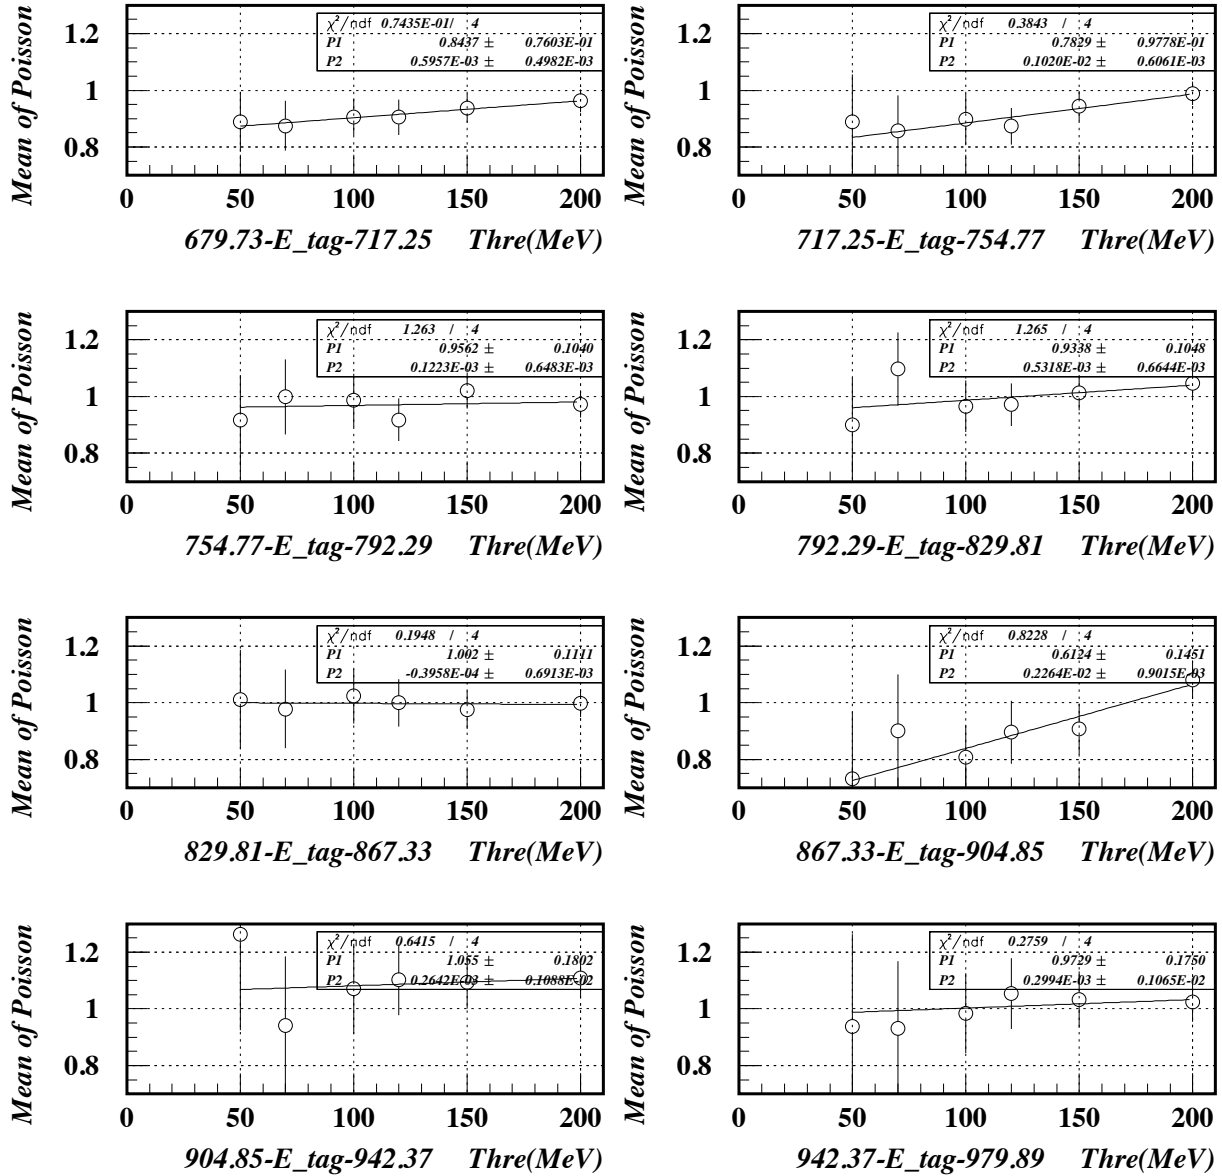 Mean of Poisson
1.2
1
0.8
χ²/ndf 0.7435E-01/ 4
P1 0.8437 ± 0.7603E-01
P2 0.5957E-03 ± 0.4982E-03
0 50 100 150 200
679.73-E_tag-717.25 Thre(MeV)
Mean of Poisson
1.2
1
0.8
χ²/ndf 0.3843 / 4
P1 0.7829 ± 0.9778E-01
P2 0.1020E-02 ± 0.6061E-03
0 50 100 150 200
717.25-E_tag-754.77 Thre(MeV)
Mean of Poisson
1.2
1
0.8
χ²/ndf 1.263 / 4
P1 0.9562 ± 0.1040
P2 0.1223E-03 ± 0.6483E-03
0 50 100 150 200
754.77-E_tag-792.29 Thre(MeV)
Mean of Poisson
1.2
1
0.8
χ²/ndf 1.265 / 4
P1 0.9338 ± 0.1048
P2 0.5318E-03 ± 0.6644E-03
0 50 100 150 200
792.29-E_tag-829.81 Thre(MeV)
Mean of Poisson
1.2
1
0.8
χ²/ndf 0.1948 / 4
P1 1.002 ± 0.1111
P2 -0.3958E-04 ± 0.6913E-03
0 50 100 150 200
829.81-E_tag-867.33 Thre(MeV)
Mean of Poisson
1.2
1
0.8
χ²/ndf 0.8228 / 4
P1 0.6124 ± 0.1451
P2 0.2264E-02 ± 0.9015E-03
0 50 100 150 200
867.33-E_tag-904.85 Thre(MeV)
Mean of Poisson
1.2
1
0.8
χ²/ndf 0.6415 / 4
P1 1.055 ± 0.1802
P2 0.2642E-03 ± 0.1088E-02
0 50 100 150 200
904.85-E_tag-942.37 Thre(MeV)
Mean of Poisson
1.2
1
0.8
χ²/ndf 0.2759 / 4
P1 0.9729 ± 0.1750
P2 0.2994E-03 ± 0.1065E-02
0 50 100 150 200
942.37-E_tag-979.89 Thre(MeV)